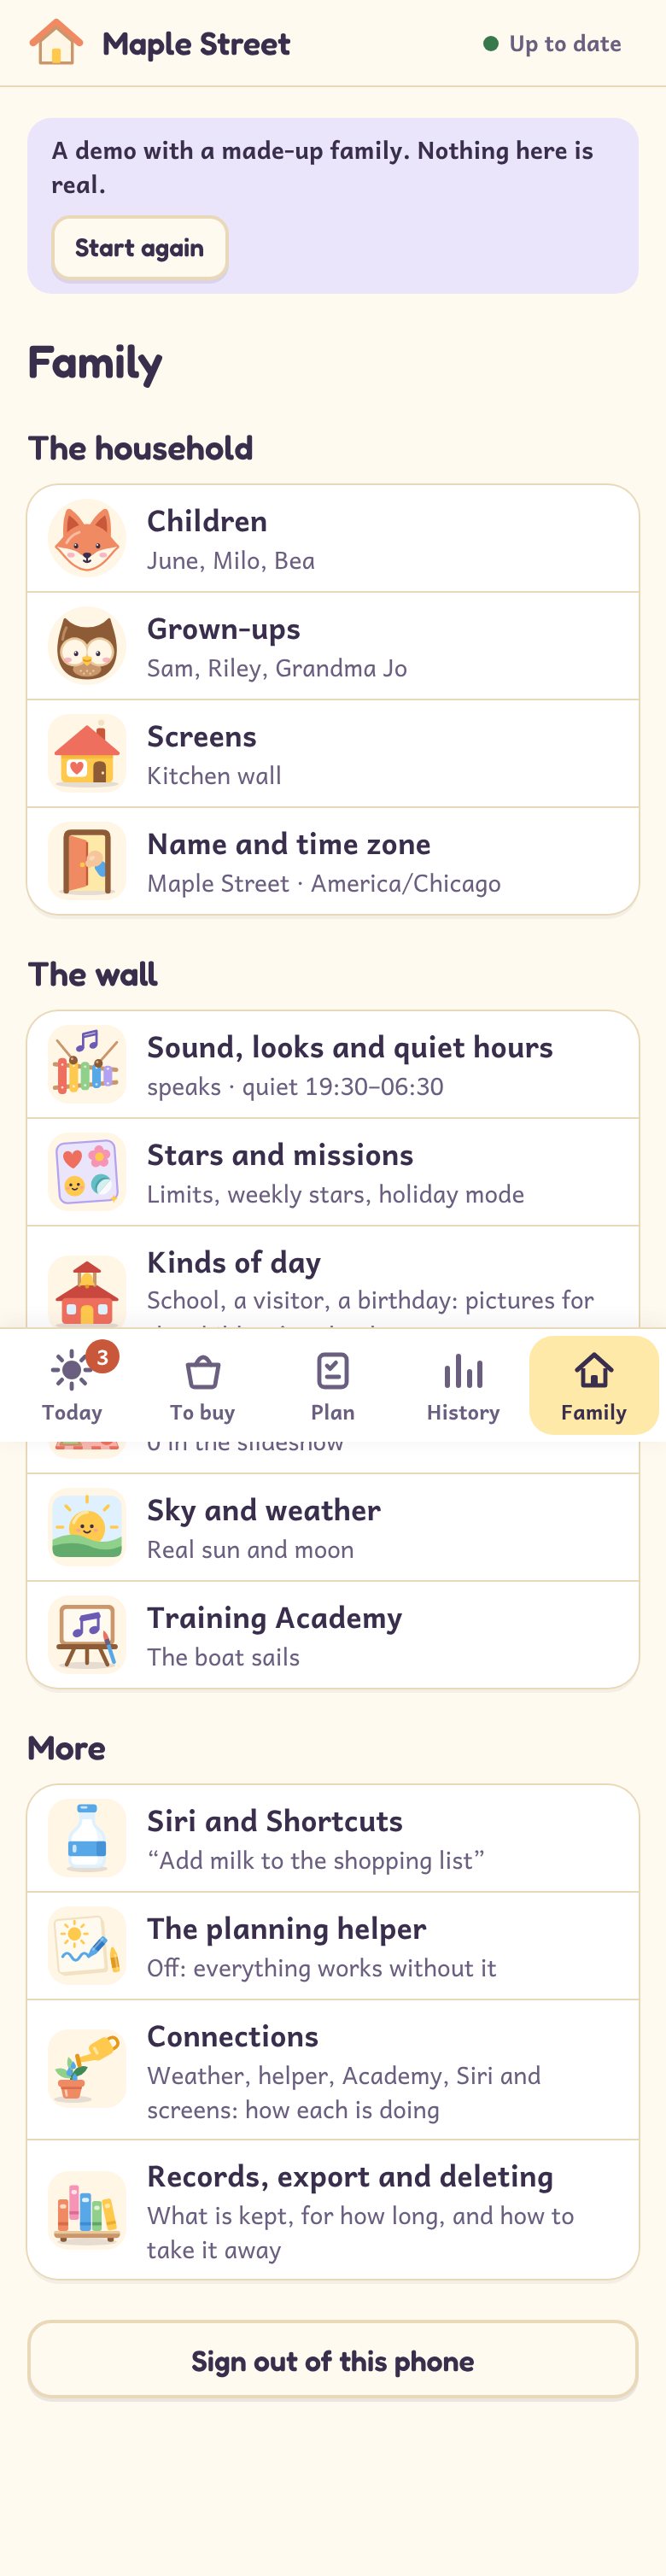 Maple Street
Up to date
A demo with a made-up family. Nothing here is
real.
Start again
Family
The household
Children
June, Milo, Bea
Grown-ups
Sam, Riley, Grandma Jo
Screens
Kitchen wall
Name and time zone
Maple Street · America/Chicago
The wall
Sound, looks and quiet hours
speaks · quiet 19:30–06:30
Stars and missions
Limits, weekly stars, holiday mode
Kinds of day
School, a visitor, a birthday: pictures for
3
Today
To buy
Plan
History
Family
0 in the slideshow
Sky and weather
Real sun and moon
Training Academy
The boat sails
More
Siri and Shortcuts
“Add milk to the shopping list”
The planning helper
Off: everything works without it
Connections
Weather, helper, Academy, Siri and
screens: how each is doing
Records, export and deleting
What is kept, for how long, and how to
take it away
Sign out of this phone